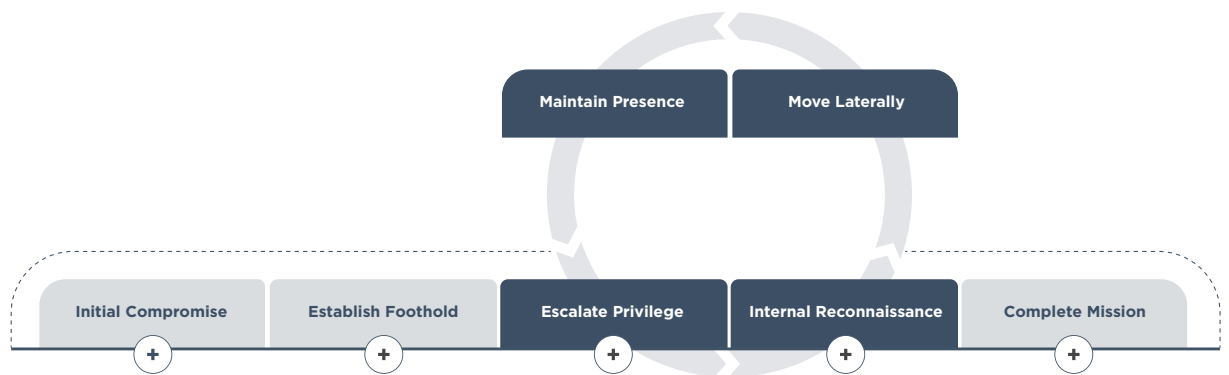 Maintain Presence
Move Laterally
Initial Compromise
Establish Foothold
Escalate Privilege
Internal Reconnaissance
Complete Mission
+
+
+
+
+